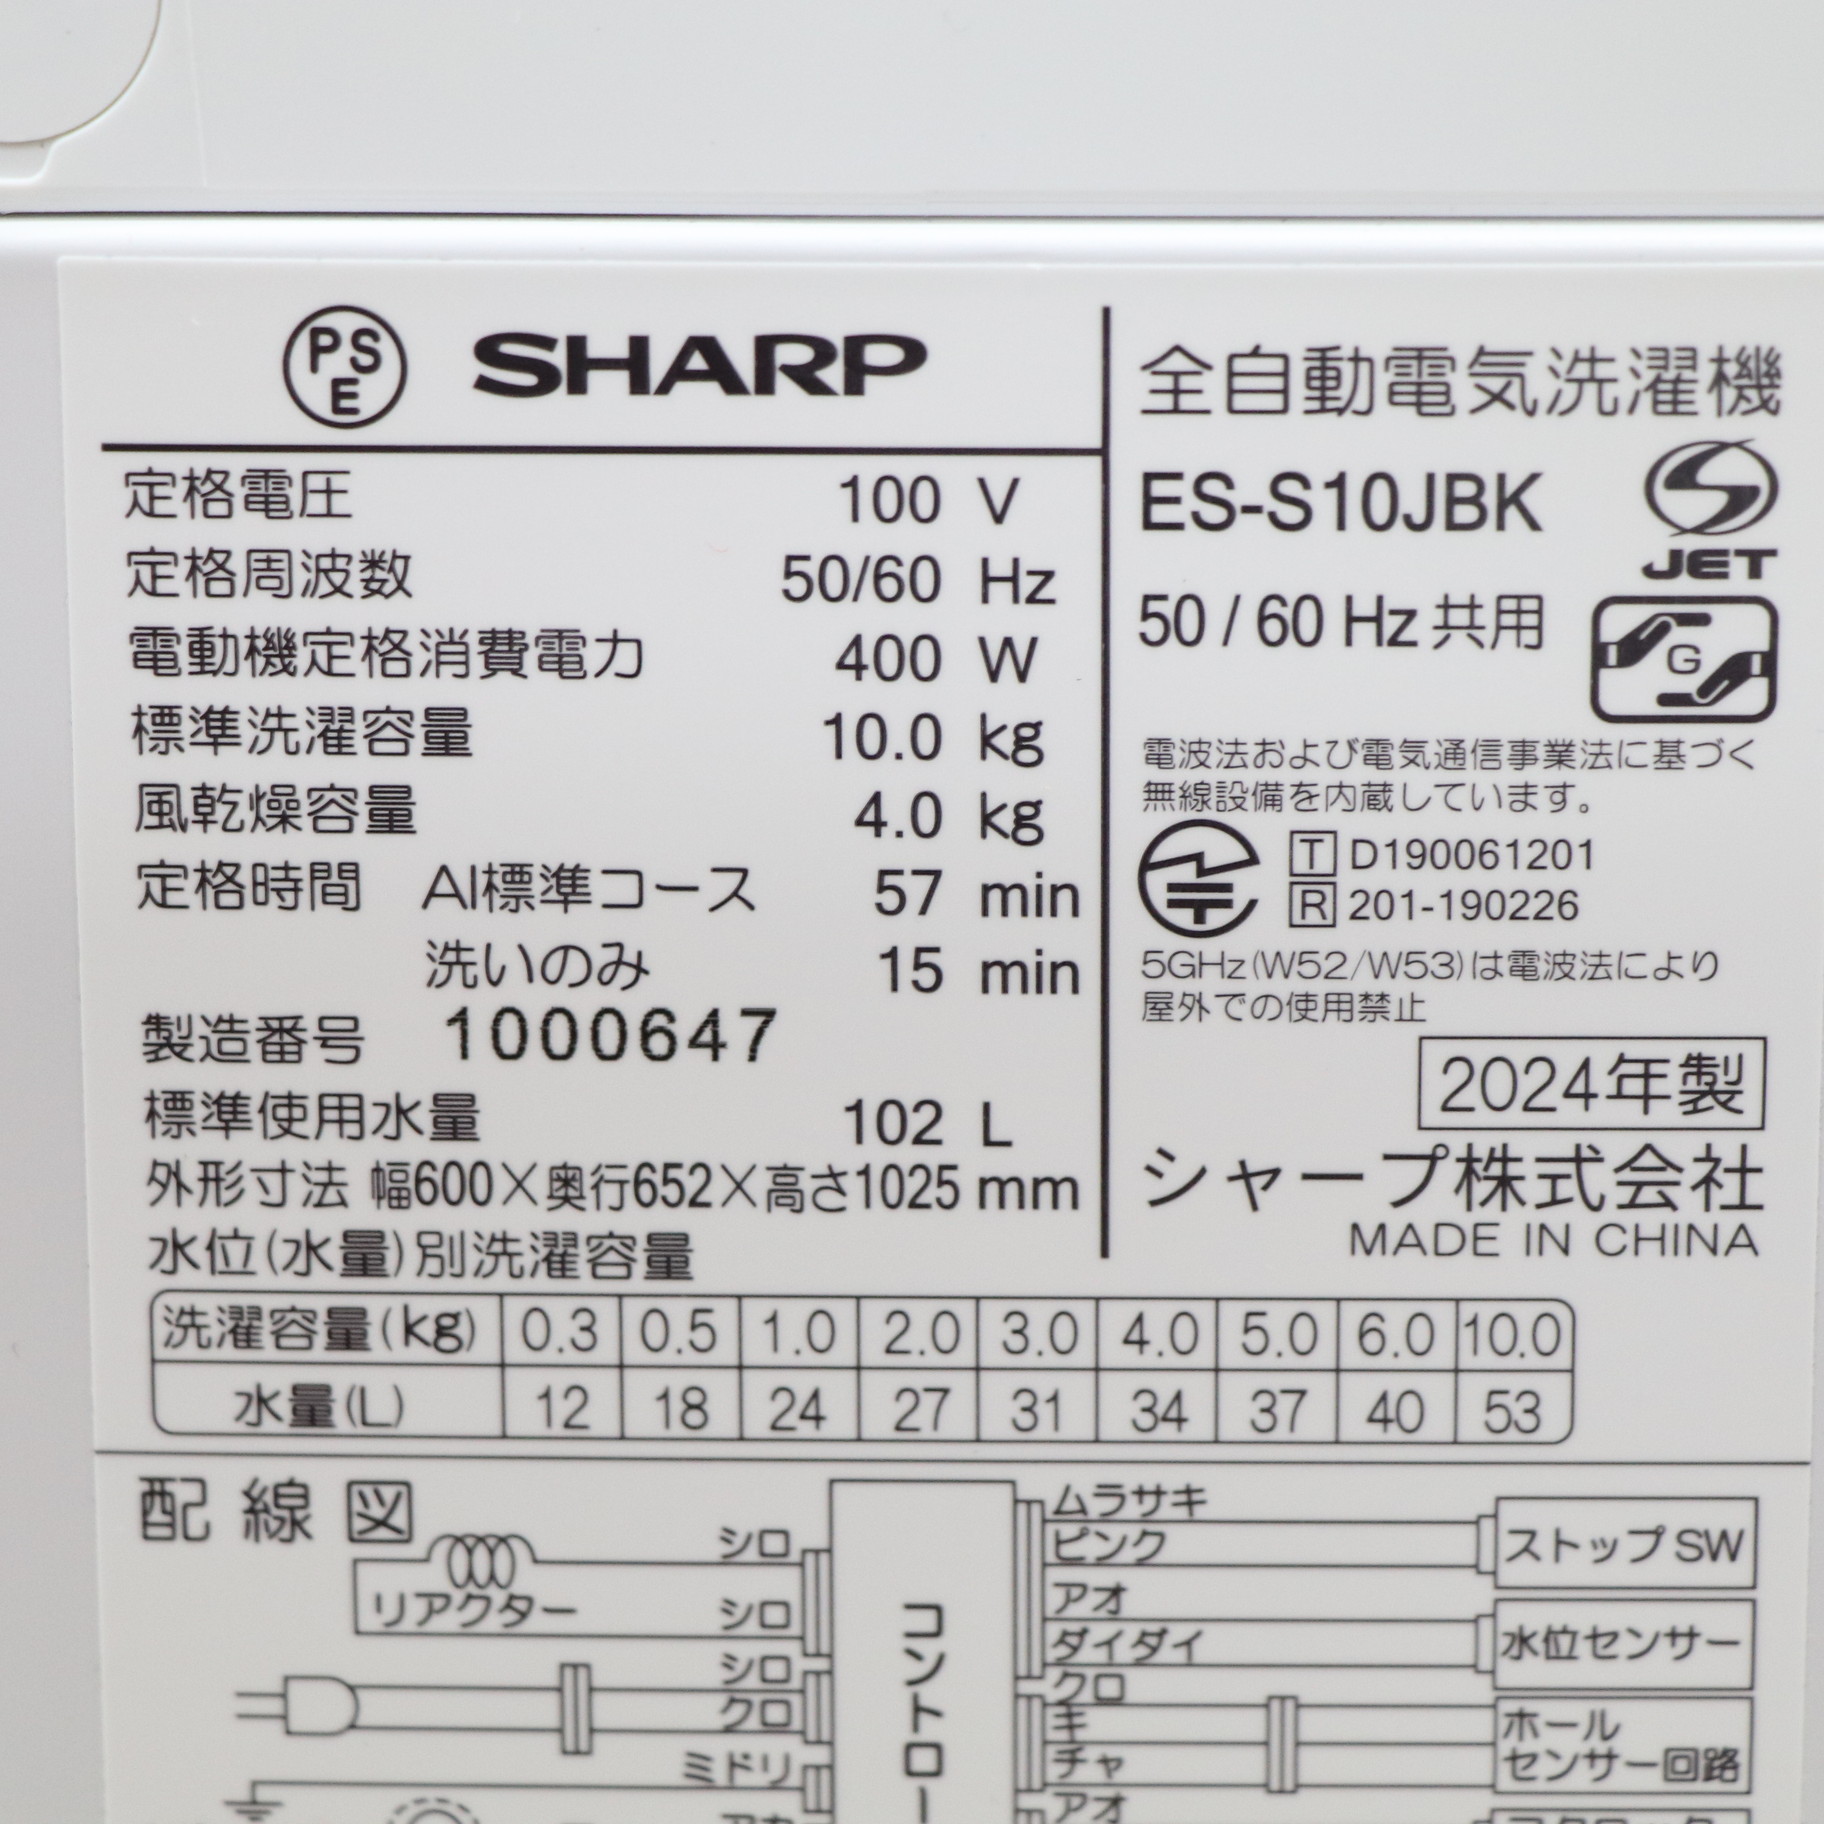 PS
E
SHARP
定格電圧 100 V
定格周波数 50/60 Hz
電動機定格消費電力 400 W
標準洗濯容量 10.0 kg
風乾燥容量 4.0 kg
定格時間 AI標準コース 57 min
洗いのみ 15 min
製造番号 1000647
標準使用水量 102 L
外形寸法 幅600×奥行652×高さ1025 mm
全自動電気洗濯機
ES-S10JBK
JET
50 / 60 Hz 共用
G
電波法および電気通信事業法に基づく
無線設備を内蔵しています。
T D190061201
R 201-190226
5GHz(W52/W53)は電波法により
屋外での使用禁止
2024年製
シャープ株式会社
MADE IN CHINA
水位(水量)別洗濯容量
洗濯容量(kg) 0.3 0.5 1.0 2.0 3.0 4.0 5.0 6.0 10.0
水量(L) 12 18 24 27 31 34 37 40 53
配線図
リアクター
シロ
シロ
シロ
クロ
ミドリ
コントロー
ムラサキ
ピンク
アオ
ダイダイ
クロ
キ
チャ
アオ
ストップSW
水位センサー
ホール
センサー回路